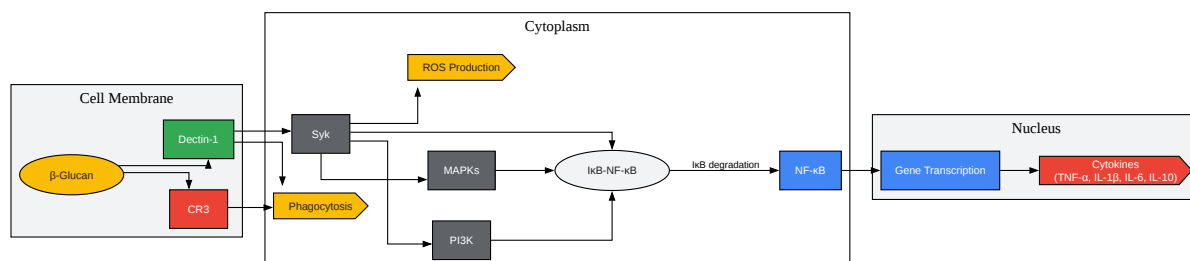 Cytoplasm
ROS Production
Cell Membrane
Dectin-1
Syk
β-Glucan
CR3
Phagocytosis
MAPKs
PI3K
IκB-NF-κB
IκB degradation
NF-κB
Nucleus
Gene Transcription
Cytokines
(TNF-α, IL-1β, IL-6, IL-10)